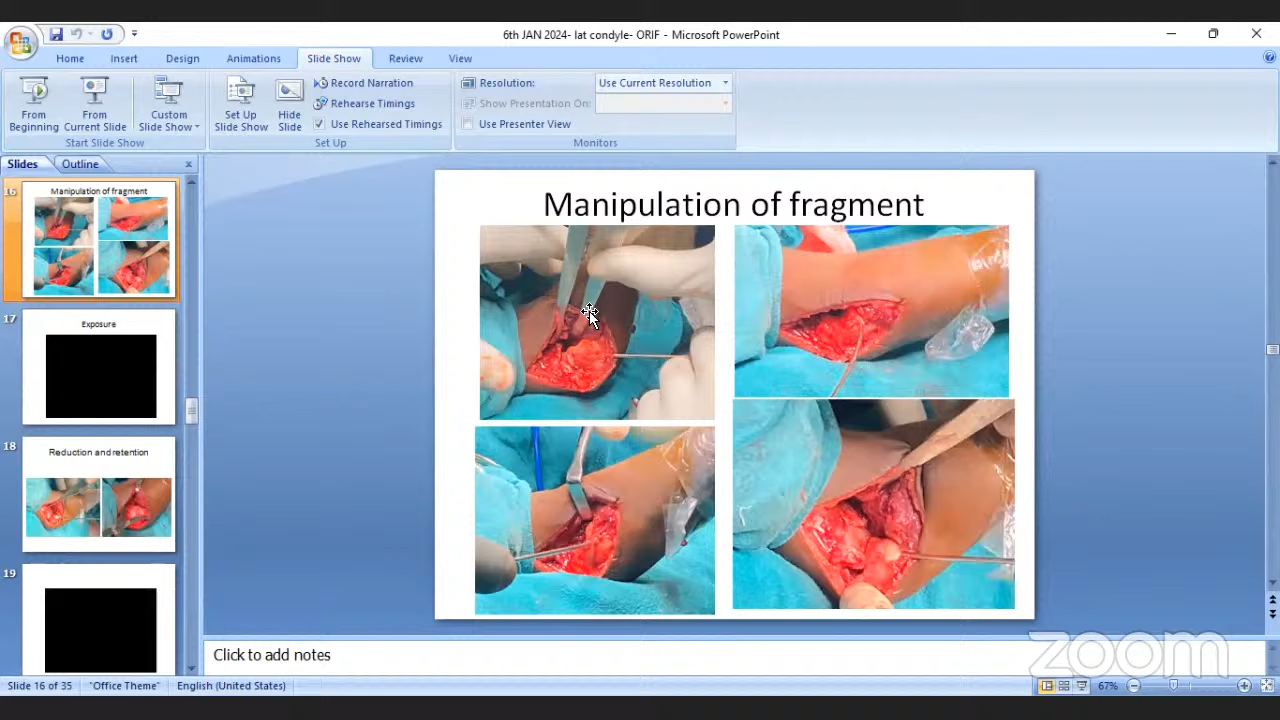 6th JAN 2024- lat condyle- ORIF - Microsoft PowerPoint
Home Insert Design Animations Slide Show Review View
From Beginning
From Current Slide
Custom Slide Show
Start Slide Show
Set Up Slide Show
Hide Slide
Record Narration
Rehearse Timings
Use Rehearsed Timings
Set Up
Resolution: Use Current Resolution
Show Presentation On:
Use Presenter View
Monitors
Slides Outline
16
Manipulation of fragment
17
Exposure
18
Reduction and retention
19
Manipulation of fragment
Click to add notes
zoom
Slide 16 of 35 "Office Theme" English (United States) 67%